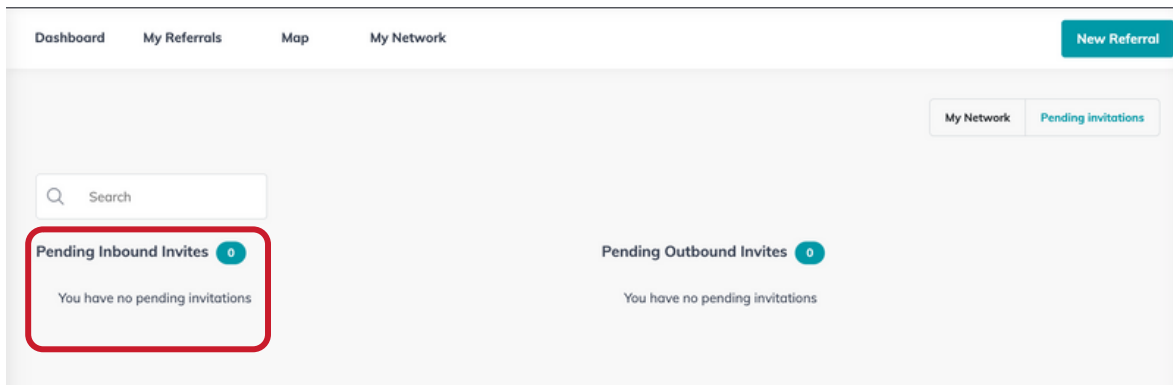 Dashboard My Referrals Map My Network New Referral
My Network Pending invitations
Search
Pending Inbound Invites 0 Pending Outbound Invites 0
You have no pending invitations You have no pending invitations